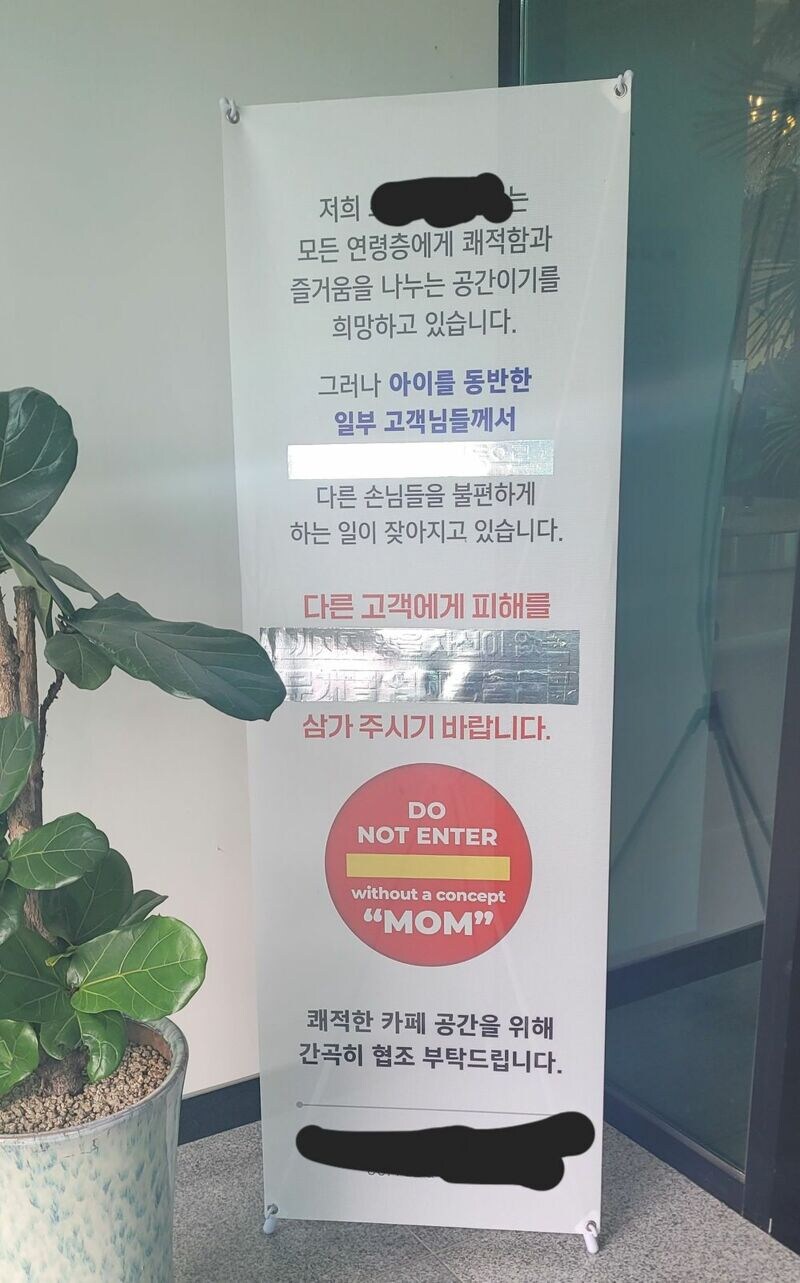 저희 는
모든 연령층에게 쾌적함과
즐거움을 나누는 공간이기를
희망하고 있습니다.
그러나 아이를 동반한
일부 고객님들께서
다른 손님들을 불편하게
하는 일이 잦아지고 있습니다.
다른 고객에게 피해를
삼가 주시기 바랍니다.
DO
NOT ENTER
without a concept
“MOM”
쾌적한 카페 공간을 위해
간곡히 협조 부탁드립니다.